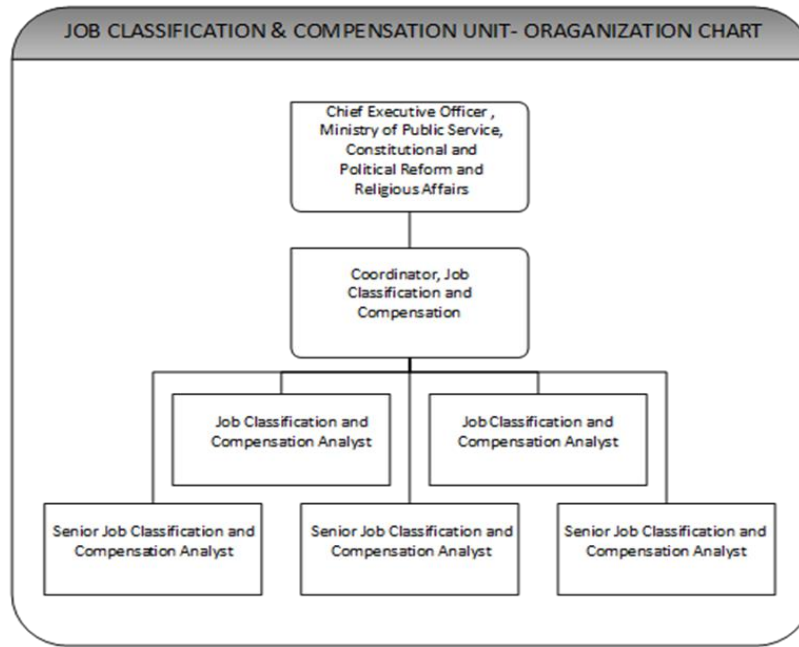 JOB CLASSIFICATION & COMPENSATION UNIT- ORAGANIZATION CHART
Chief Executive Officer ,
Ministry of Public Service,
Constitutional and
Political Reform and
Religious Affairs
Coordinator, Job
Classification and
Compensation
Job Classification and
Compensation Analyst
Job Classification and
Compensation Analyst
Senior Job Classification and
Compensation Analyst
Senior Job Classification and
Compensation Analyst
Senior Job Classification and
Compensation Analyst